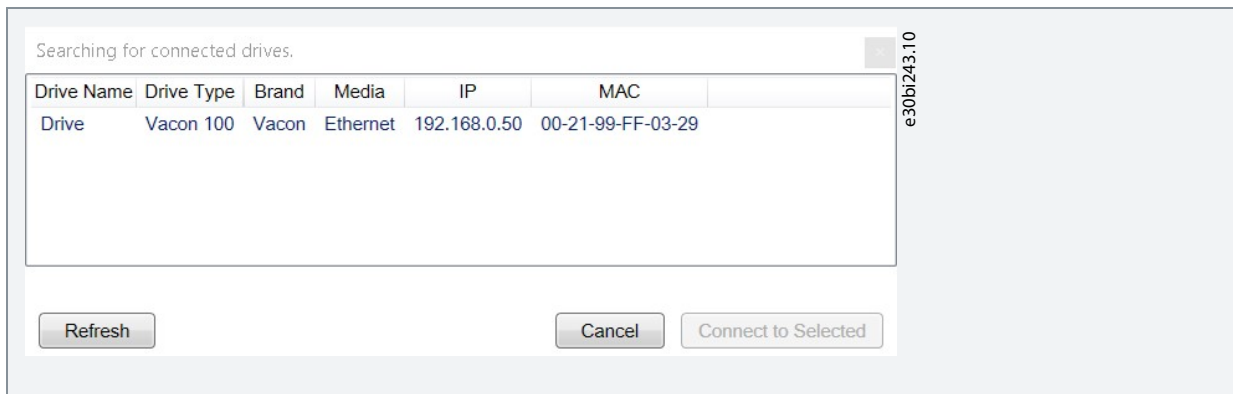 Searching for connected drives.
Drive Name Drive Type Brand Media IP MAC
Drive Vacon 100 Vacon Ethernet 192.168.0.50 00-21-99-FF-03-29
Refresh Cancel Connect to Selected
e30bi243.10